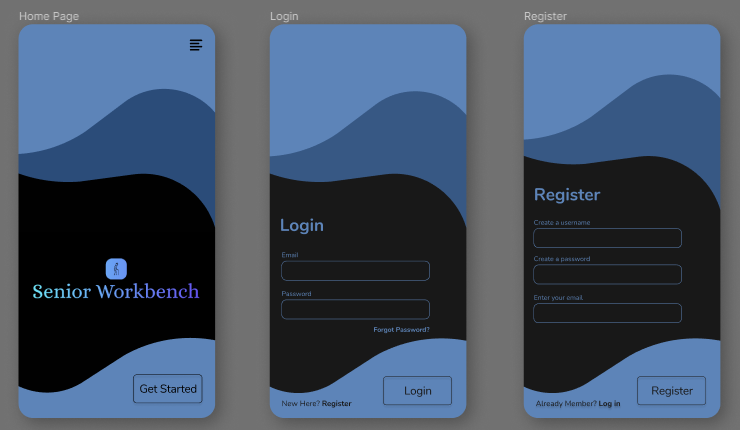 Home Page
Senior Workbench
Get Started
Login
Login
Email
Password
Forgot Password?
Login
New Here? Register
Register
Register
Create a username
Create a password
Enter your email
Register
Already Member? Log in